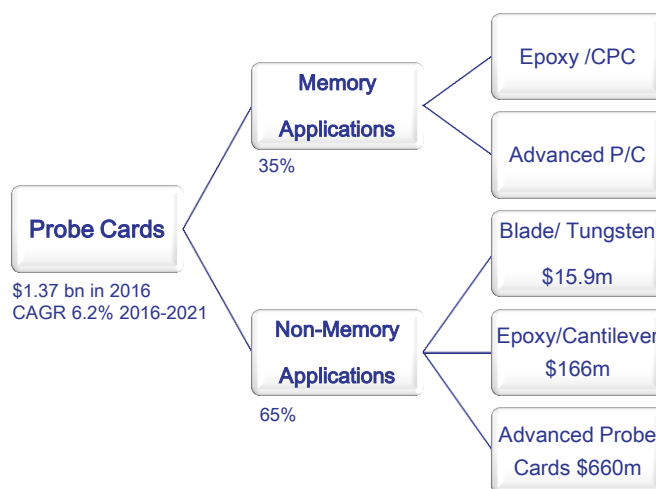 Probe Cards
$1.37 bn in 2016
CAGR 6.2% 2016-2021
Memory
Applications
35%
Non-Memory
Applications
65%
Epoxy /CPC
Advanced P/C
Blade/ Tungsten
$15.9m
Epoxy/Cantilever
$166m
Advanced Probe
Cards $660m